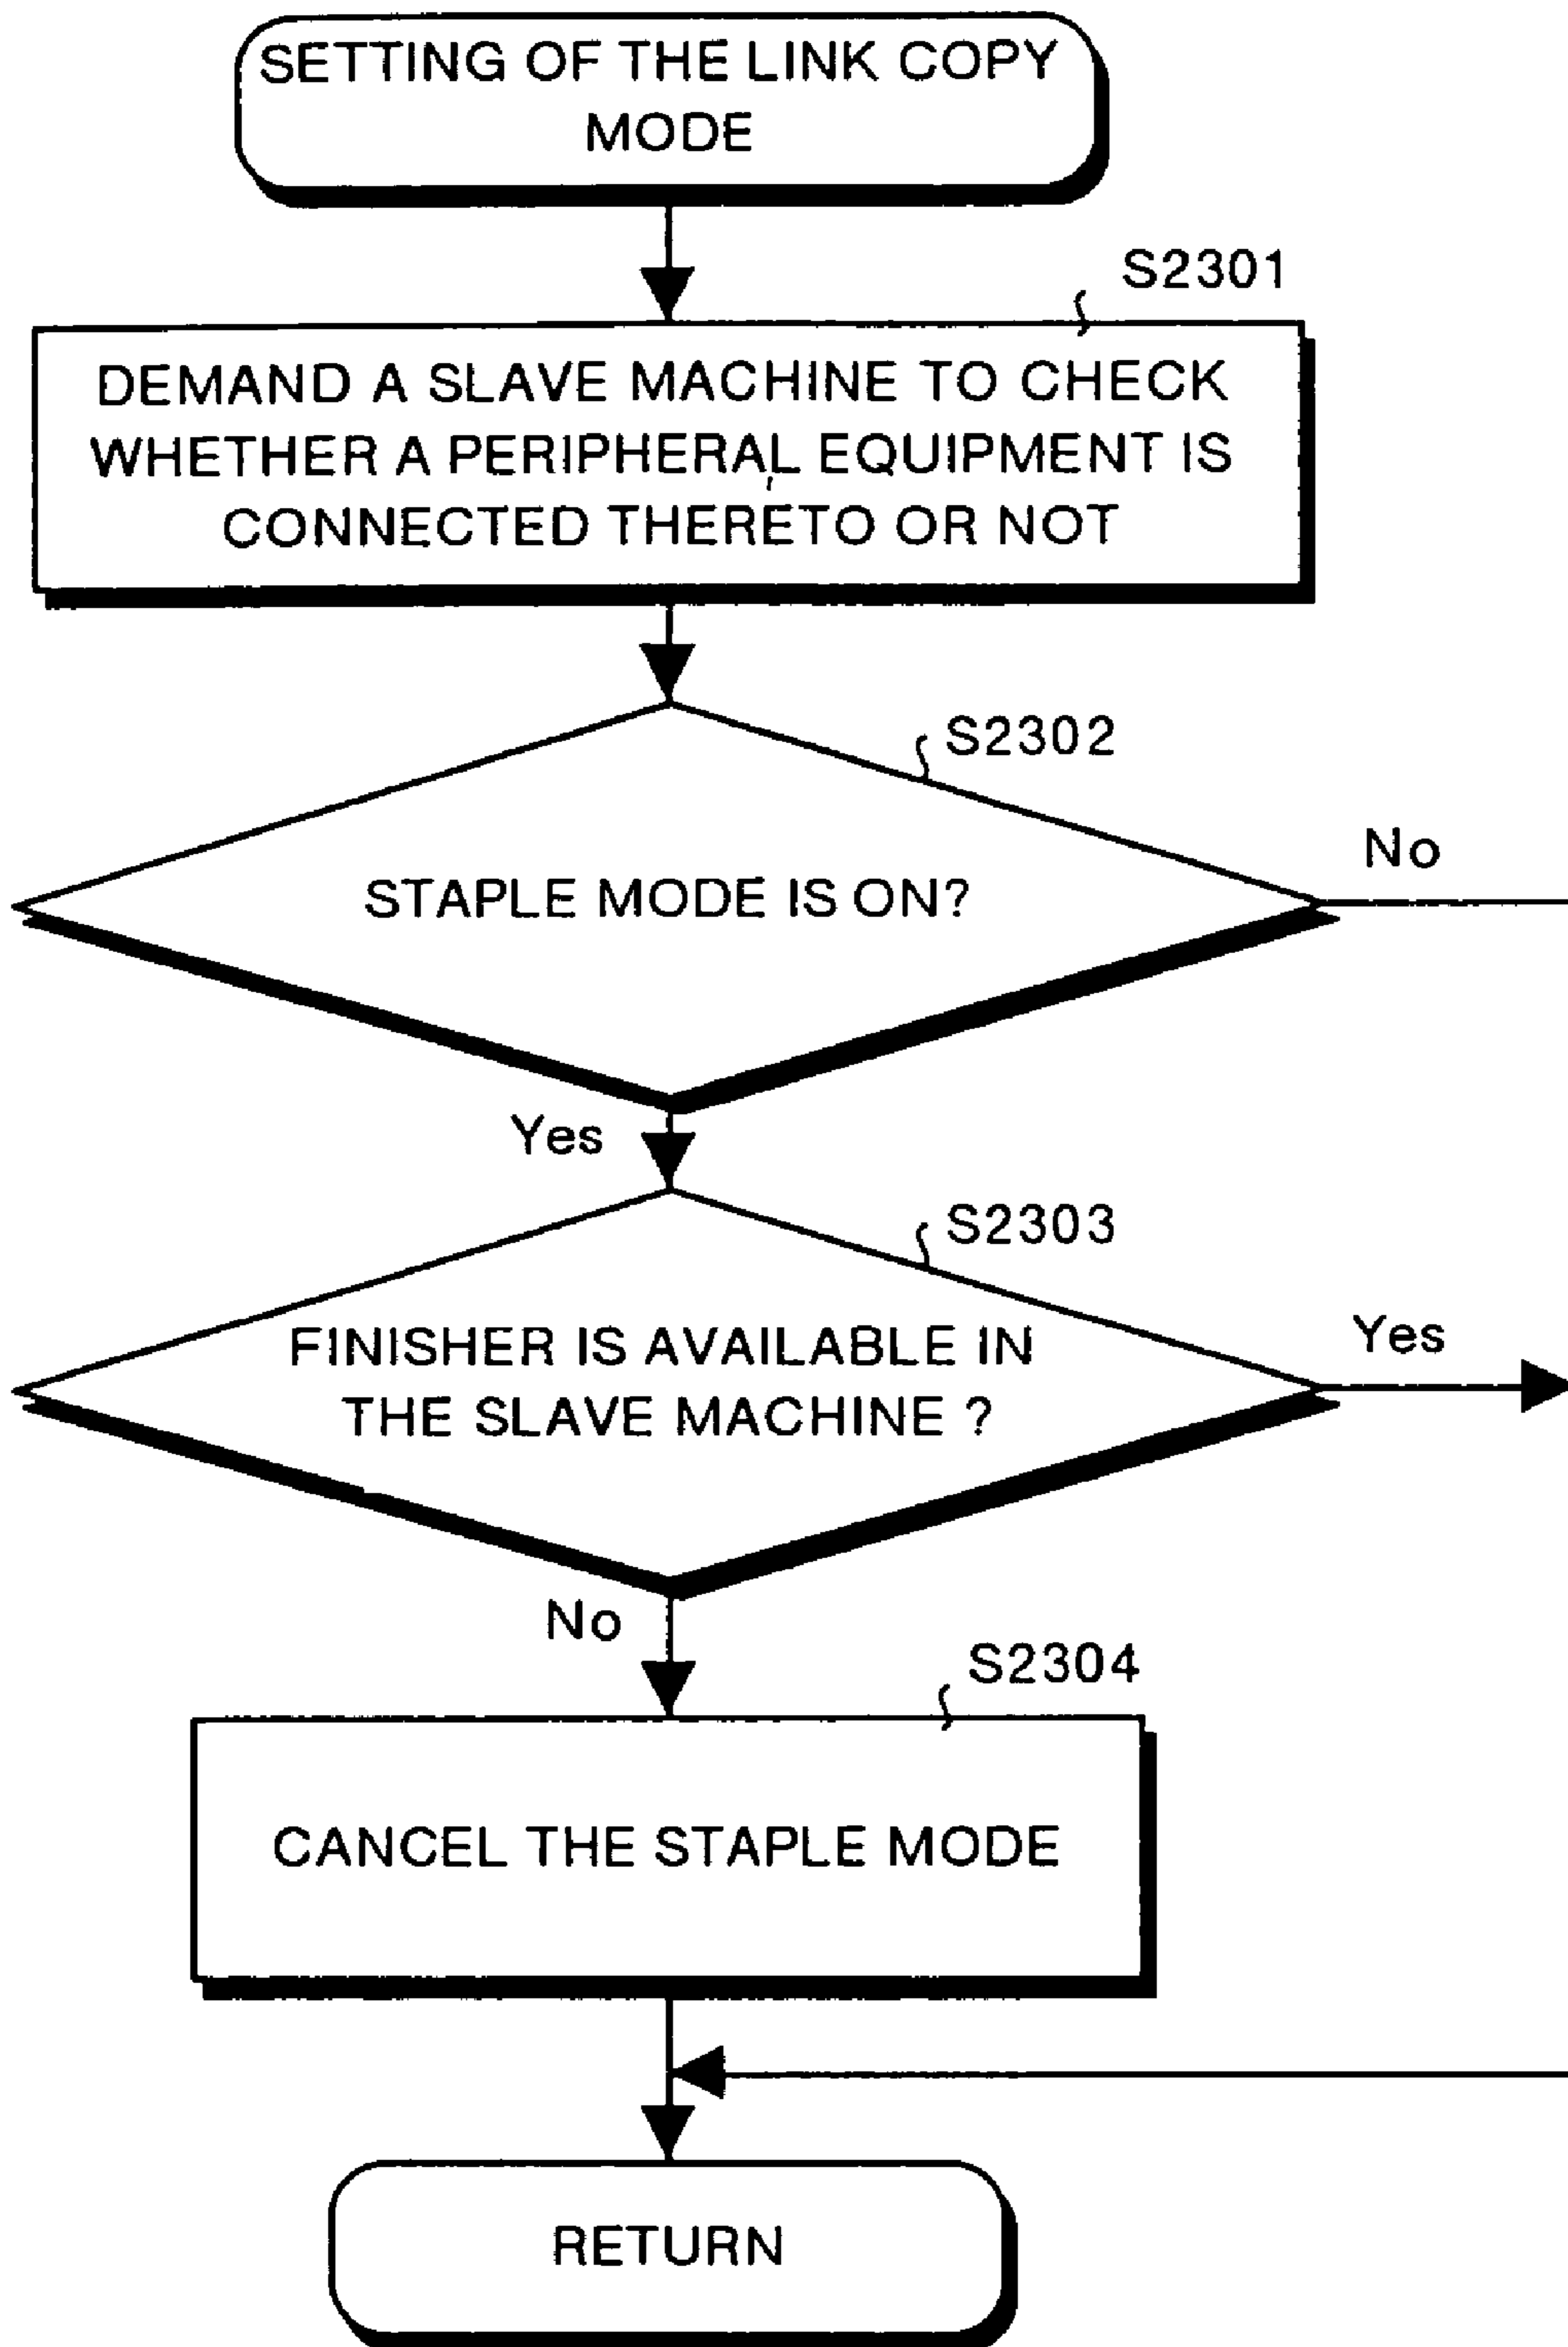 SETTING OF THE LINK COPY
MODE
S2301
DEMAND A SLAVE MACHINE TO CHECK
WHETHER A PERIPHERAL EQUIPMENT IS
CONNECTED THERETO OR NOT
S2302
No
STAPLE MODE IS ON?
Yes
S2303
FINISHER IS AVAILABLE IN
THE SLAVE MACHINE ?
Yes
No
S2304
CANCEL THE STAPLE MODE
RETURN